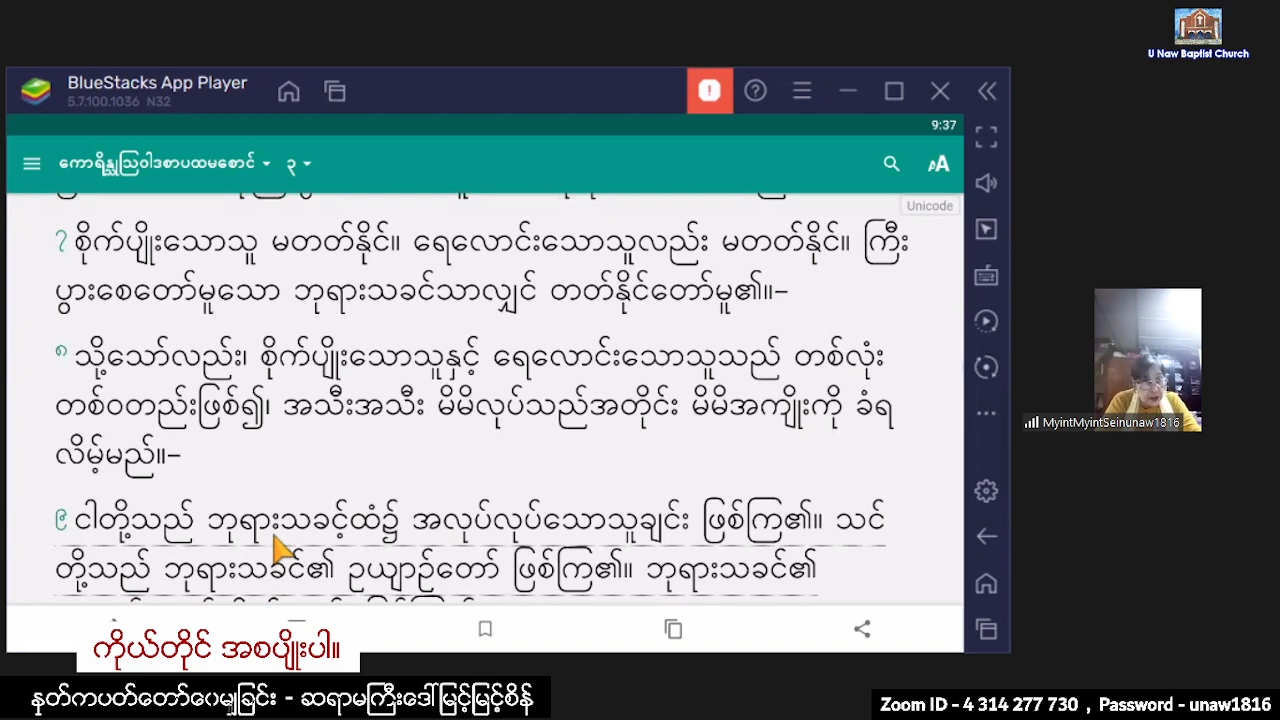 U Naw Baptist Church
BlueStacks App Player
5.7.100.1036 N32
9:37
ကောရိန္သုဩဝါဒစာပထမစောင် ၃
Unicode
7 စိုက်ပျိုးသောသူ မတတ်နိုင်။ ရေလောင်းသောသူလည်း မတတ်နိုင်။ ကြီး
ပွားစေတော်မူသော ဘုရားသခင်သာလျှင် တတ်နိုင်တော်မူ၏။–
၈ သို့သော်လည်း၊ စိုက်ပျိုးသောသူနှင့် ရေလောင်းသောသူသည် တစ်လုံး
တစ်ဝတည်းဖြစ်၍၊ အသီးအသီး မိမိလုပ်သည်အတိုင်း မိမိအကျိုးကို ခံရ
လိမ့်မည်။–
၉ ငါတို့သည် ဘုရားသခင့်ထံ၌ အလုပ်လုပ်သောသူချင်း ဖြစ်ကြ၏။ သင်
တို့သည် ဘုရားသခင်၏ ဥယျာဉ်တော် ဖြစ်ကြ၏။ ဘုရားသခင်၏
MyintMyintSeinunaw1816
ကိုယ်တိုင် အစပျိုးပါ။
နှုတ်ကပတ်တော်ဝေမျှခြင်း - ဆရာမကြီးဒေါ်မြင့်မြင့်စိန်
Zoom ID - 4 314 277 730 , Password - unaw1816